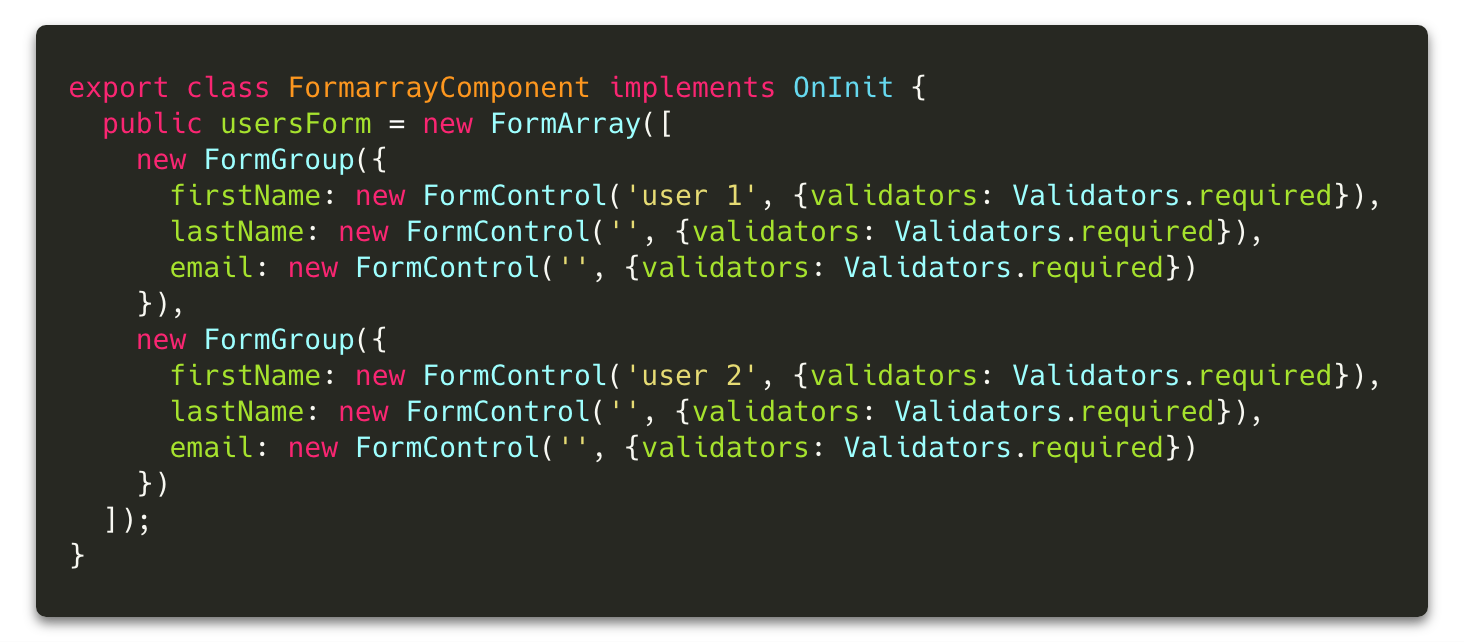 export class FormarrayComponent implements OnInit {
  public usersForm = new FormArray([
    new FormGroup({
      firstName: new FormControl('user 1', {validators: Validators.required}),
      lastName: new FormControl('', {validators: Validators.required}),
      email: new FormControl('', {validators: Validators.required})
    }),
    new FormGroup({
      firstName: new FormControl('user 2', {validators: Validators.required}),
      lastName: new FormControl('', {validators: Validators.required}),
      email: new FormControl('', {validators: Validators.required})
    })
  ]);
}